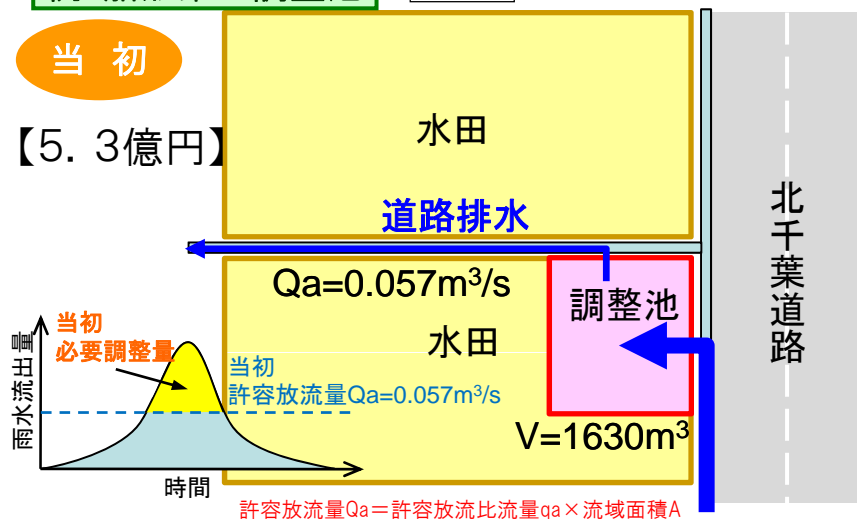 当 初
【5．3億円】
水田
道路排水
Qa=0.057m³/s
調整池
水田
北千葉道路
V=1630m³
当初
必要調整量
当初
許容放流量Qa=0.057m³/s
雨水流出量
時間
許容放流量Qa＝許容放流比流量qa×流域面積A